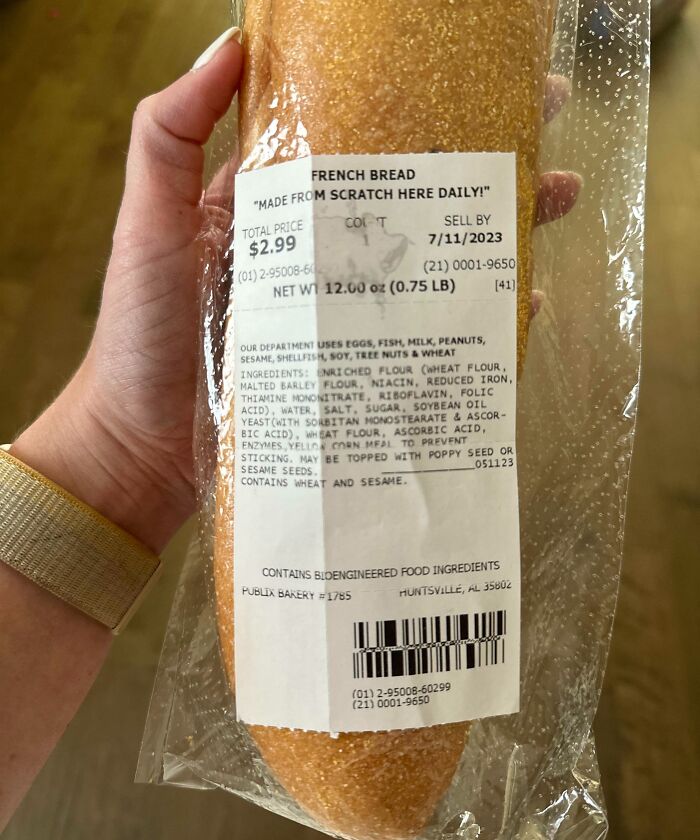 FRENCH BREAD
"MADE FROM SCRATCH HERE DAILY!"
TOTAL PRICE SELL BY
$2.99 1 7/11/2023
(01) 2-95008-60 (21) 0001-9650
NET WT 12.00 oz (0.75 LB) [41]
OUR DEPARTMENT USES EGGS, FISH, MILK, PEANUTS,
SESAME, SHELLFISH, SOY, TREE NUTS & WHEAT
INGREDIENTS: ENRICHED FLOUR (WHEAT FLOUR,
MALTED BARLEY FLOUR, NIACIN, REDUCED IRON,
THIAMINE MONONITRATE, RIBOFLAVIN, FOLIC
ACID), WATER, SALT, SUGAR, SOYBEAN OIL
YEAST(WITH SORBITAN MONOSTEARATE & ASCOR-
BIC ACID), WHEAT FLOUR, ASCORBIC ACID,
ENZYMES,YELLOW CORN MEAL TO PREVENT
STICKING. MAY BE TOPPED WITH POPPY SEED OR
SESAME SEEDS. ____________051123
CONTAINS WHEAT AND SESAME.
CONTAINS BIOENGINEERED FOOD INGREDIENTS
PUBLIX BAKERY #1785 HUNTSVILLE, AL 35802
(01) 2-95008-60299
(21) 0001-9650